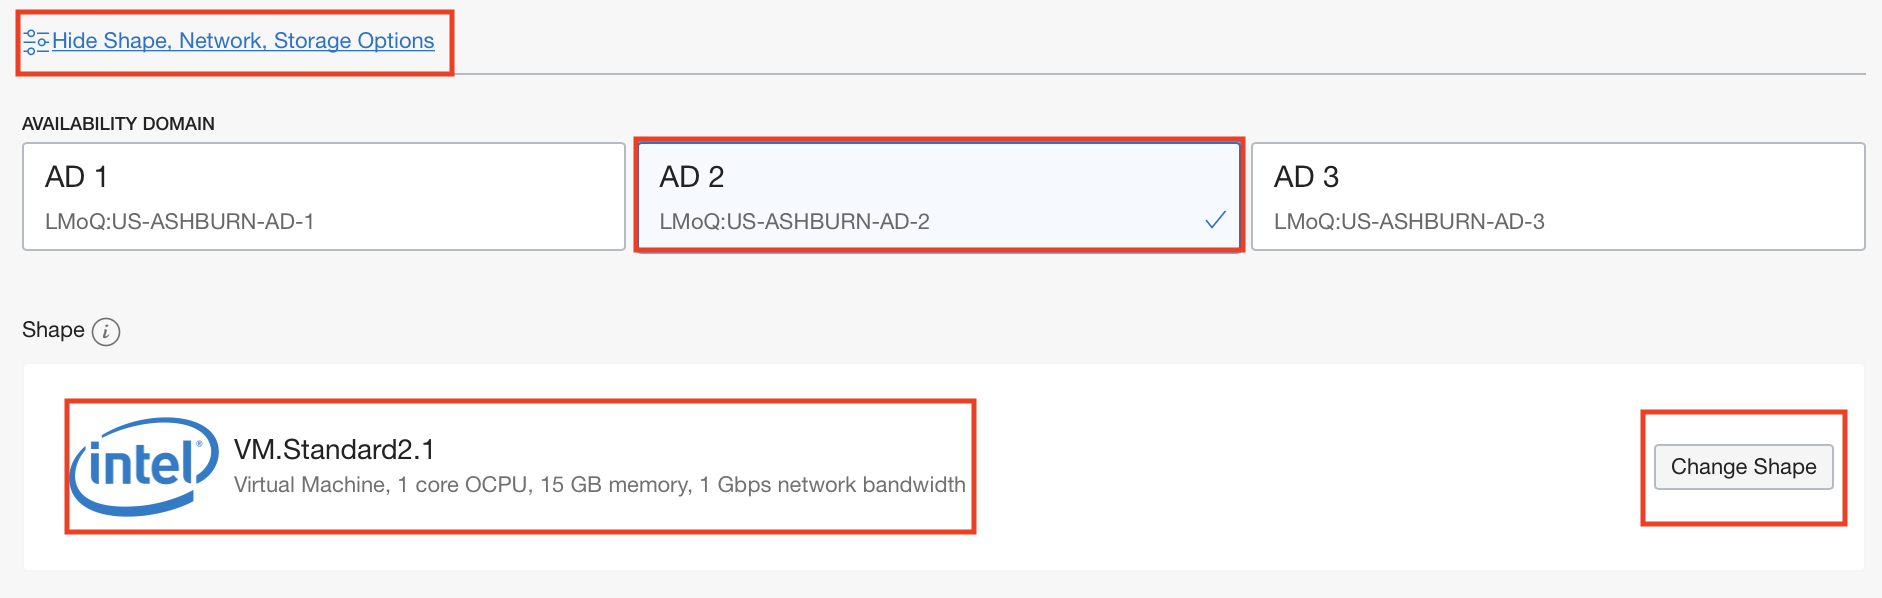 Hide Shape, Network, Storage Options
AVAILABILITY DOMAIN
AD 1
LMoQ:US-ASHBURN-AD-1
AD 2
LMoQ:US-ASHBURN-AD-2
AD 3
LMoQ:US-ASHBURN-AD-3
Shape i
intel®
VM.Standard2.1
Virtual Machine, 1 core OCPU, 15 GB memory, 1 Gbps network bandwidth
Change Shape